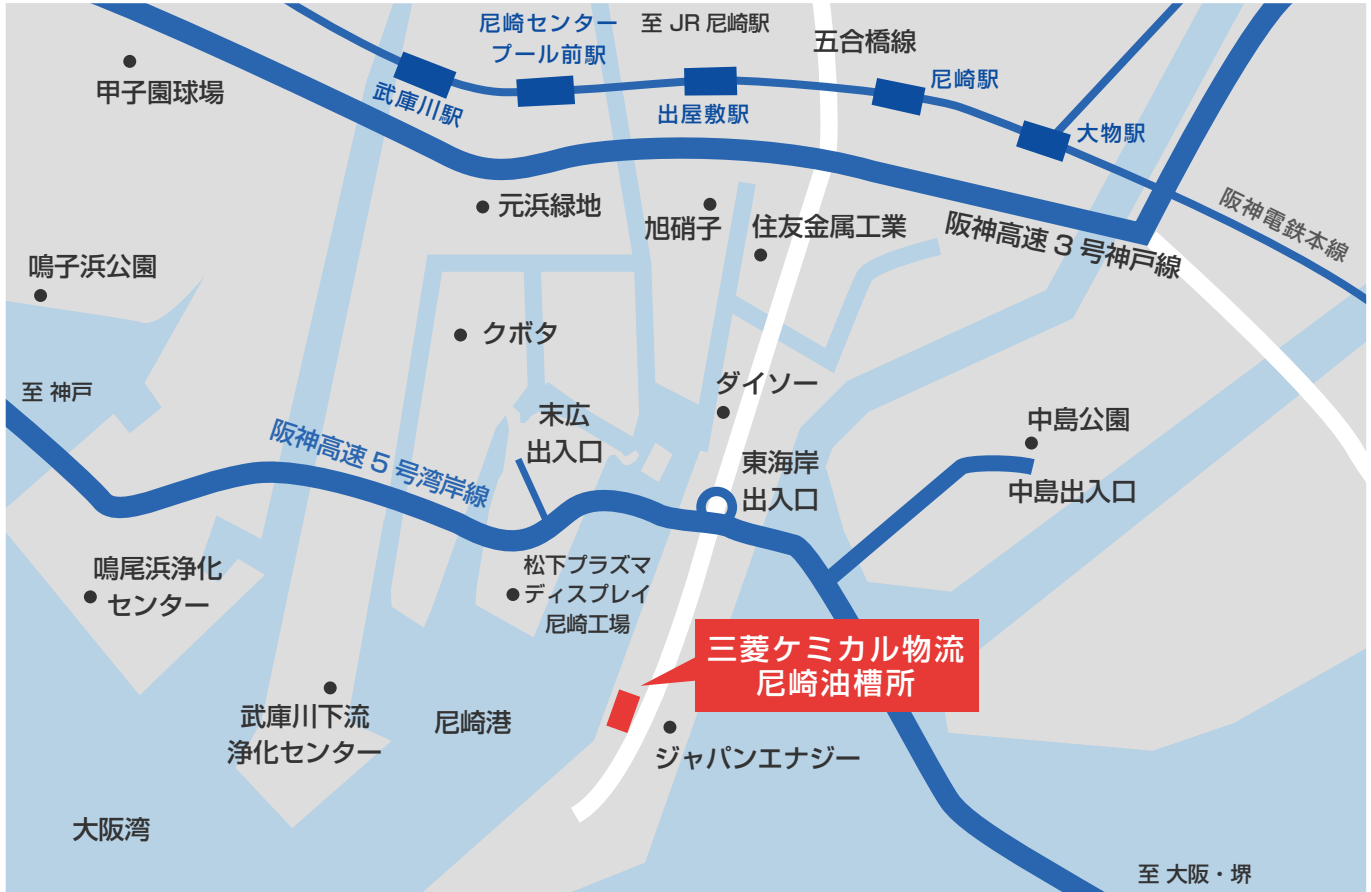 尼崎センター
プール前駅
至 JR 尼崎駅
五合橋線
甲子園球場
武庫川駅
出屋敷駅
尼崎駅
大物駅
阪神電鉄本線
元浜緑地
旭硝子
住友金属工業
阪神高速 3 号神戸線
鳴子浜公園
クボタ
至 神戸
ダイソー
末広
出入口
中島公園
阪神高速 5 号湾岸線
東海岸
出入口
中島出入口
鳴尾浜浄化
センター
松下プラズマ
ディスプレイ
尼崎工場
三菱ケミカル物流
尼崎油槽所
武庫川下流
浄化センター
尼崎港
ジャパンエナジー
大阪湾
至 大阪・堺